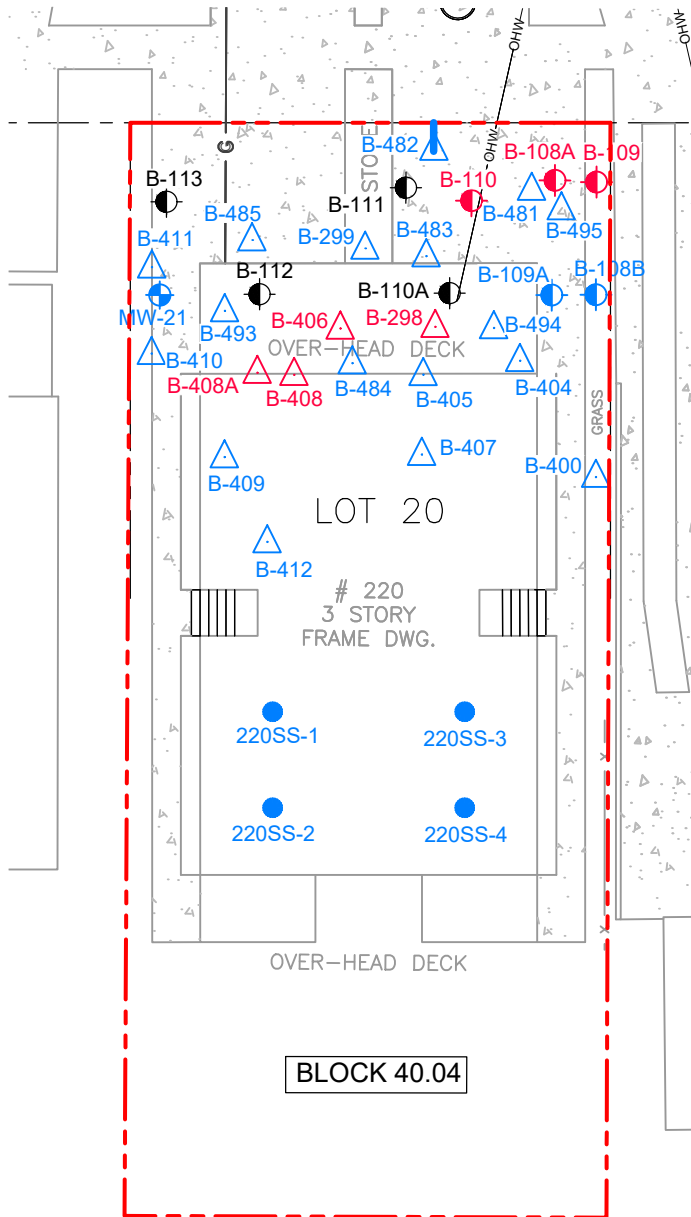 OHW
OHW
B-482
G
STONE
OHW
B-108A
B-109
B-113
B-110
B-111
B-481
B-495
B-485
B-299
B-483
B-411
B-112
B-110A
B-109A
B-108B
MW-21
B-493
B-406
B-298
B-494
OVER-HEAD DECK
B-410
B-408A
B-408
B-484
B-405
B-404
GRASS
B-409
B-407
B-400
LOT 20
B-412
# 220
3 STORY
FRAME DWG.
220SS-1
220SS-3
X
220SS-2
220SS-4
X
OVER-HEAD DECK
BLOCK 40.04